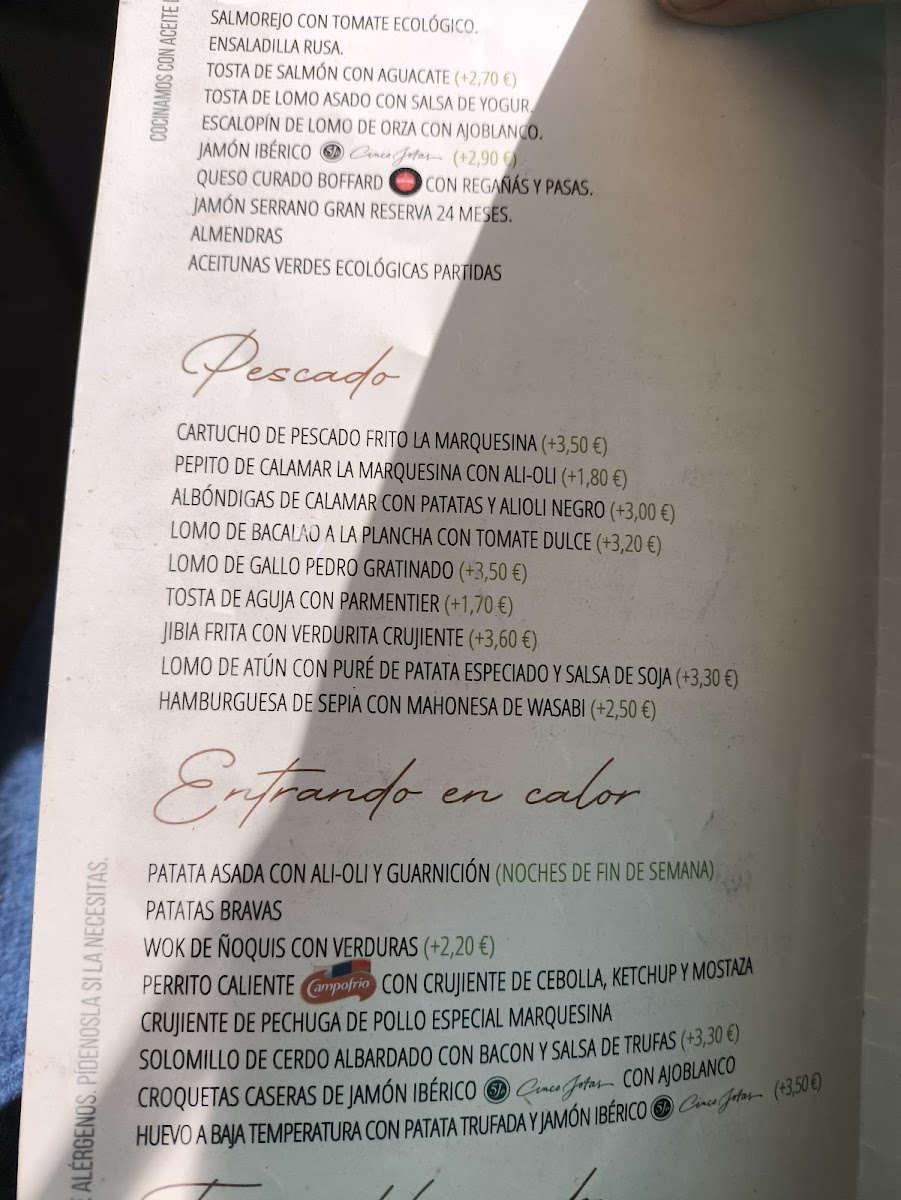 COCINAMOS CON ACEITE
SALMOREJO CON TOMATE ECOLÓGICO.
ENSALADILLA RUSA.
TOSTA DE SALMÓN CON AGUACATE (+2,70 €)
TOSTA DE LOMO ASADO CON SALSA DE YOGUR.
ESCALOPÍN DE LOMO DE ORZA CON AJOBLANCO.
JAMÓN IBÉRICO 5J Cinco Jotas (+2,90 €)
QUESO CURADO BOFFARD CON REGAÑÁS Y PASAS.
JAMÓN SERRANO GRAN RESERVA 24 MESES.
ALMENDRAS
ACEITUNAS VERDES ECOLÓGICAS PARTIDAS
Pescado
CARTUCHO DE PESCADO FRITO LA MARQUESINA (+3,50 €)
PEPITO DE CALAMAR LA MARQUESINA CON ALI-OLI (+1,80 €)
ALBÓNDIGAS DE CALAMAR CON PATATAS Y ALIOLI NEGRO (+3,00 €)
LOMO DE BACALAO A LA PLANCHA CON TOMATE DULCE (+3,20 €)
LOMO DE GALLO PEDRO GRATINADO (+3,50 €)
TOSTA DE AGUJA CON PARMENTIER (+1,70 €)
JIBIA FRITA CON VERDURITA CRUJIENTE (+3,60 €)
LOMO DE ATÚN CON PURÉ DE PATATA ESPECIADO Y SALSA DE SOJA (+3,30 €)
HAMBURGUESA DE SEPIA CON MAHONESA DE WASABI (+2,50 €)
Entrando en calor
PATATA ASADA CON ALI-OLI Y GUARNICIÓN (NOCHES DE FIN DE SEMANA)
PATATAS BRAVAS
WOK DE ÑOQUIS CON VERDURAS (+2,20 €)
PERRITO CALIENTE Campofrío CON CRUJIENTE DE CEBOLLA, KETCHUP Y MOSTAZA
CRUJIENTE DE PECHUGA DE POLLO ESPECIAL MARQUESINA
SOLOMILLO DE CERDO ALBARDADO CON BACON Y SALSA DE TRUFAS (+3,30 €)
CROQUETAS CASERAS DE JAMÓN IBÉRICO 5J Cinco Jotas CON AJOBLANCO
HUEVO A BAJA TEMPERATURA CON PATATA TRUFADA Y JAMÓN IBÉRICO 5J Cinco Jotas (+3,50 €)
ALÉRGENOS. PÍDENOSLA SI LA NECESITAS.